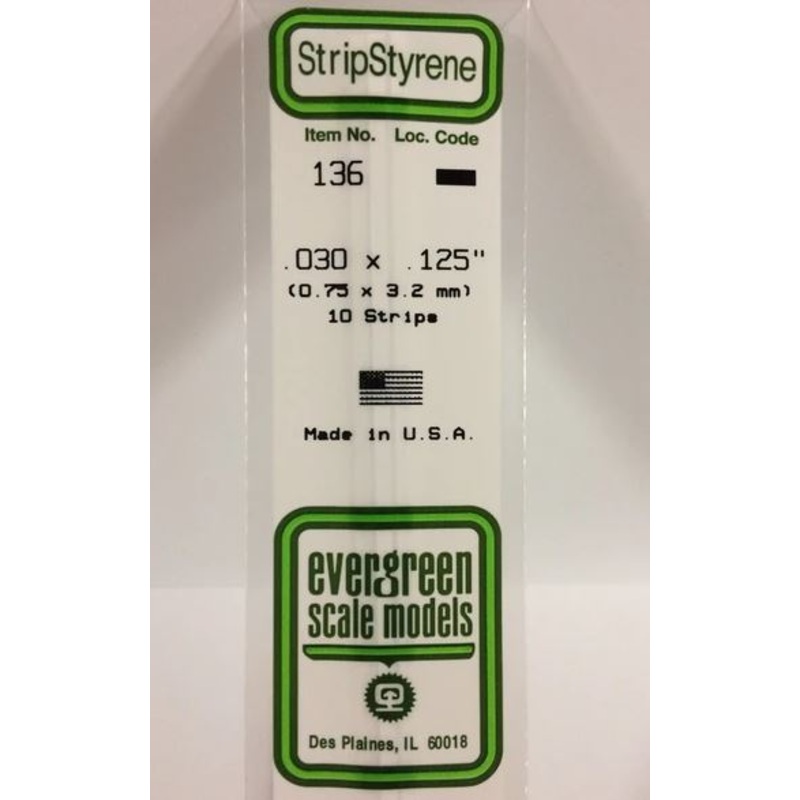 StripStyrene
Item No. Loc. Code
136
.030 x .125"
(0.75 x 3.2 mm)
10 Strips
Made in U.S.A.
evergreen
scale models
Des Plaines, IL 60018